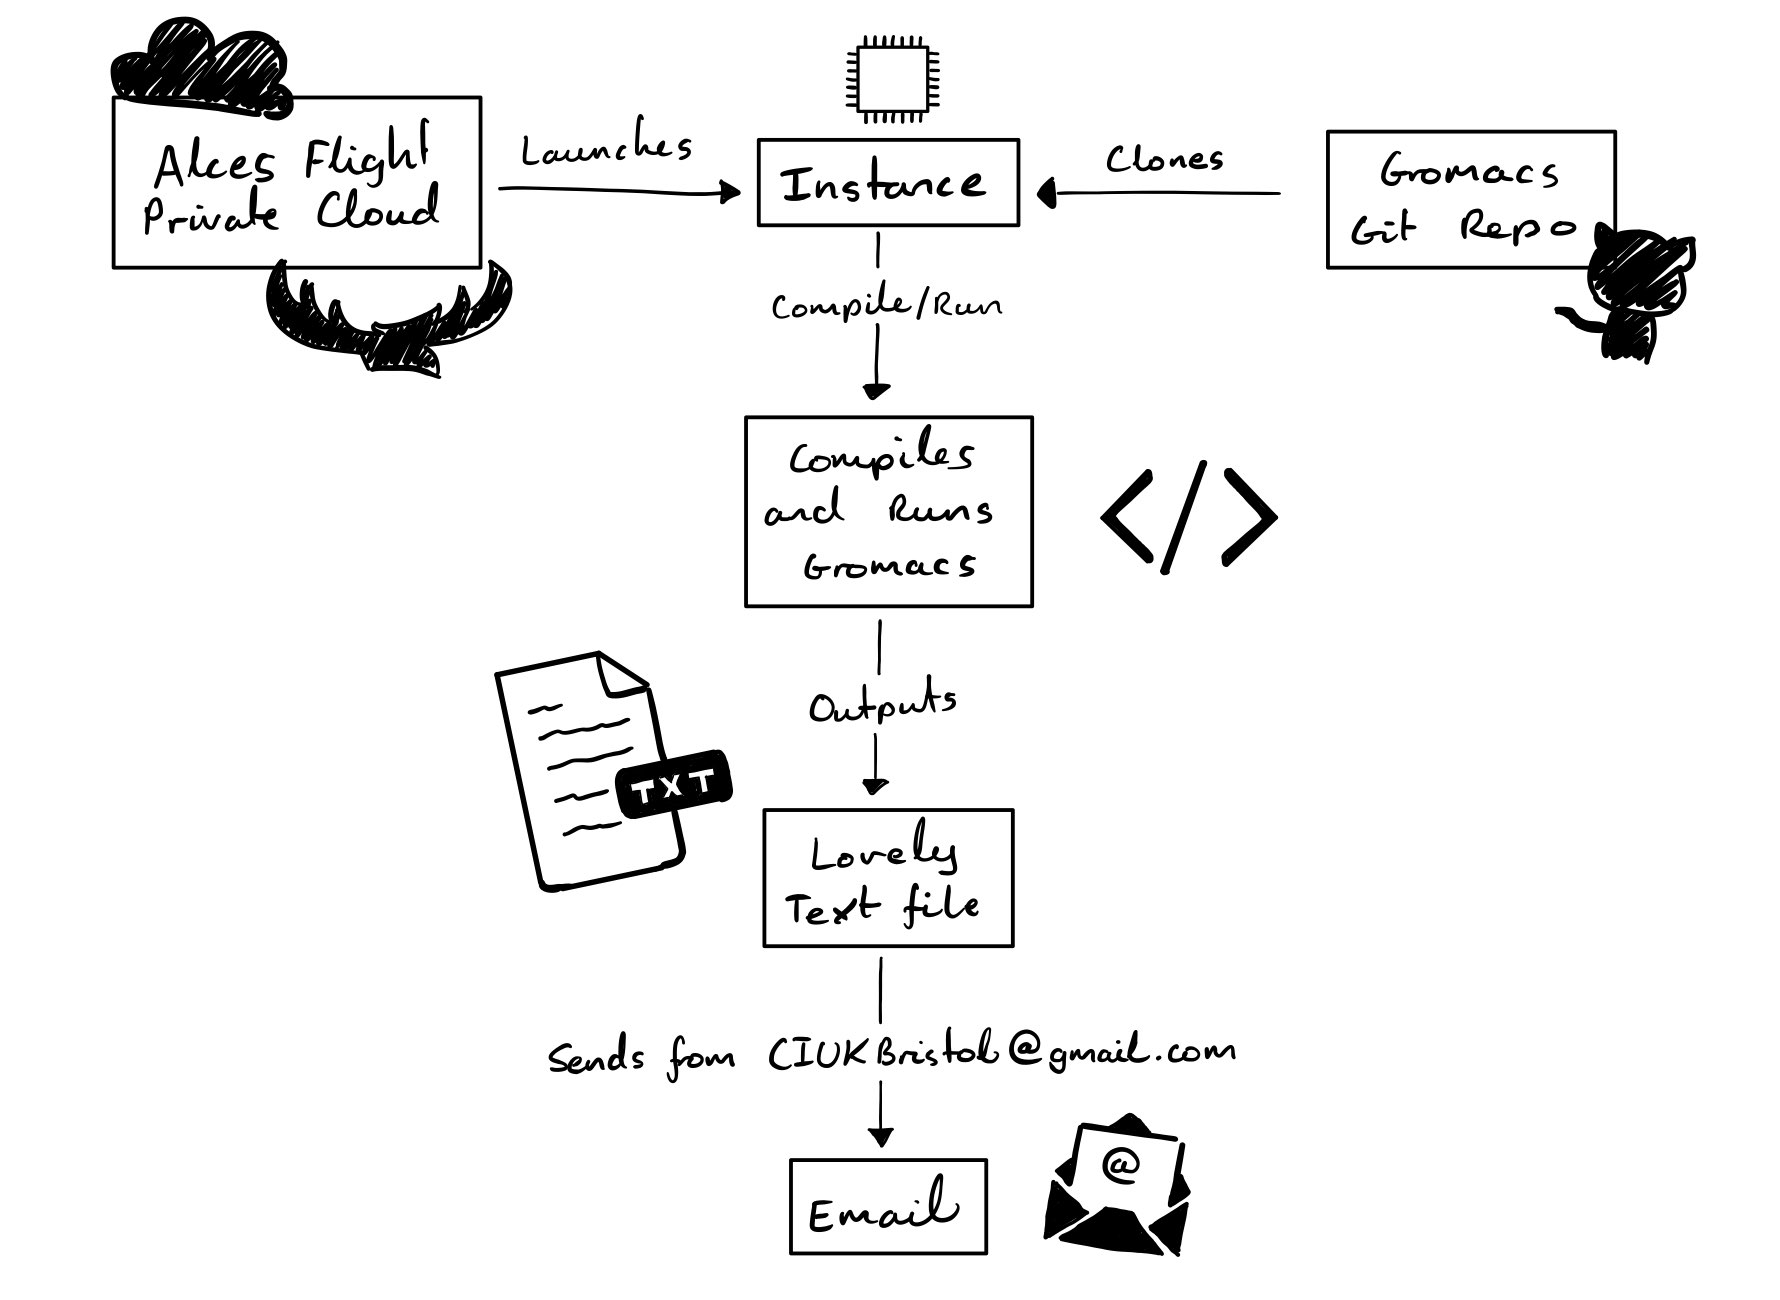 Alces Flight
Private Cloud
Launches
Instance
Clones
Gromacs
Git Repo
Compile/Run
Compiles
and Runs
Gromacs
</>
Outputs
TXT
Lovely
Text file
Sends from CIUKBristol@gmail.com
@
Email